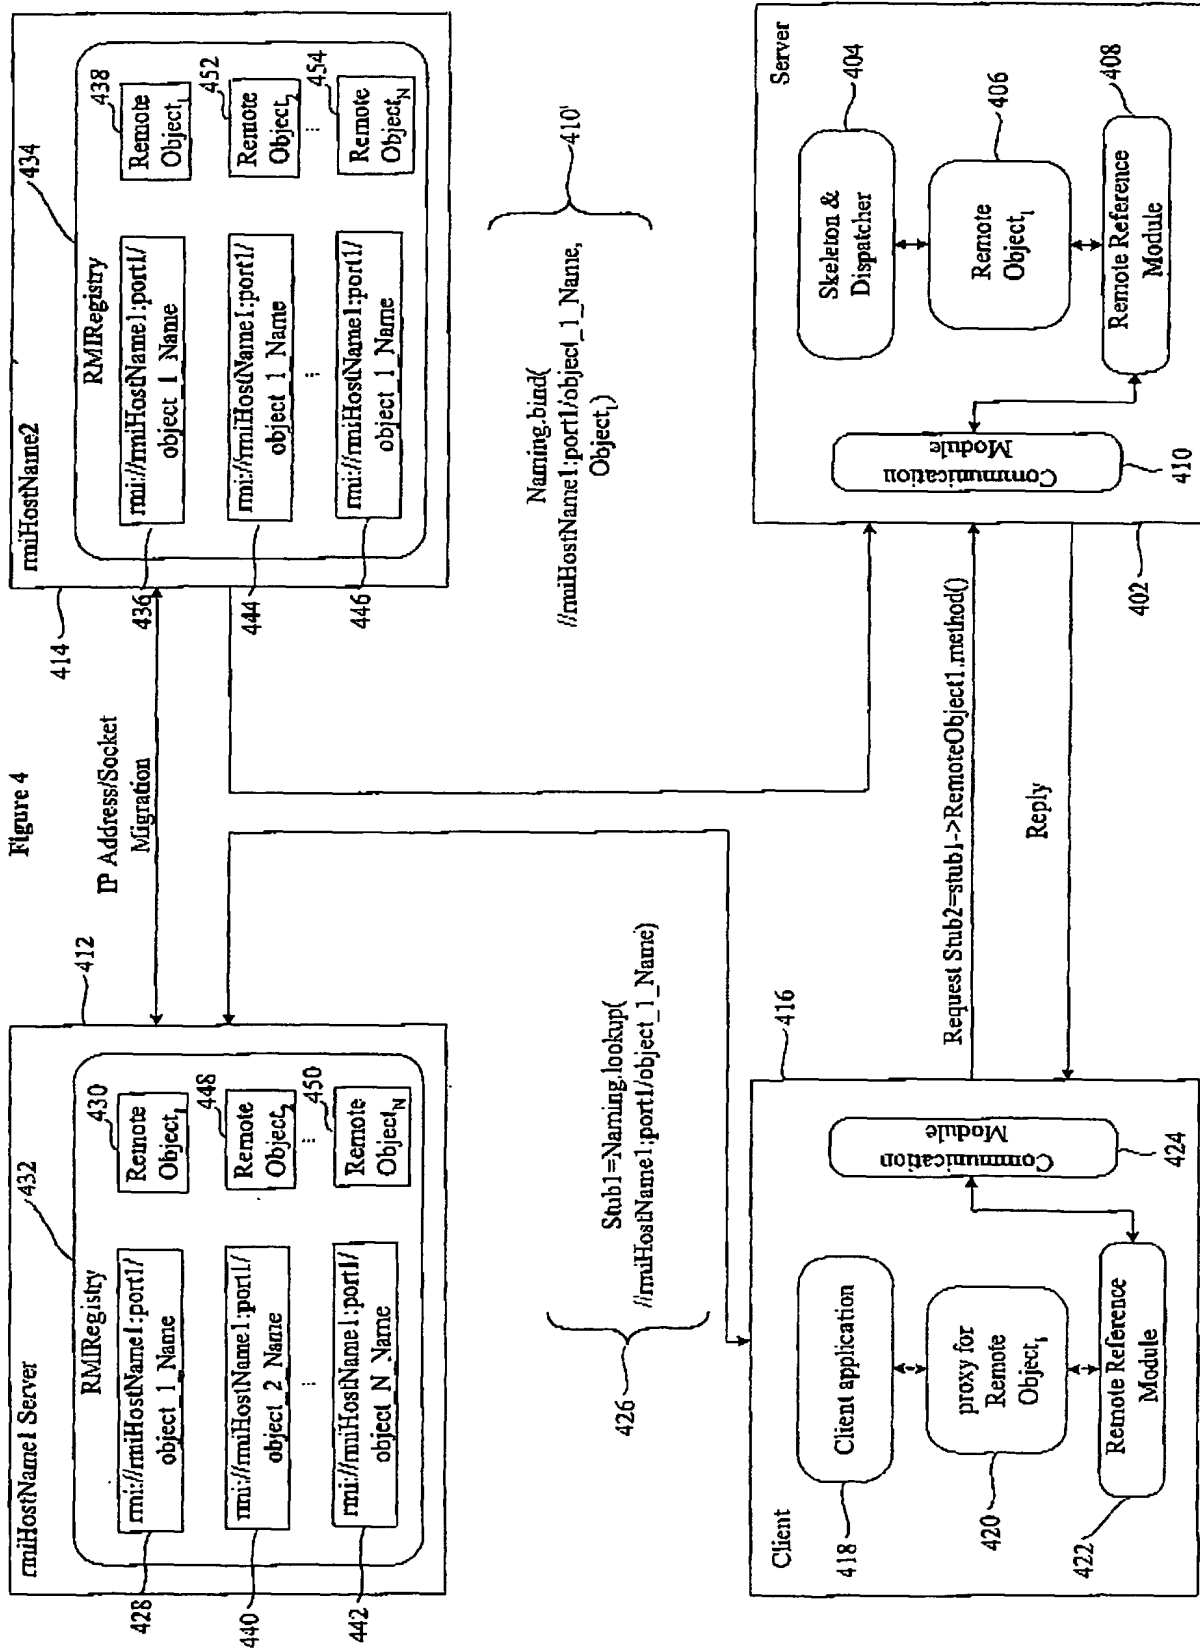 Figure 4
rmiHostName1 Server
432
412
RMIRegistry
rmi://rmiHostName1:port1/
object_1_Name
428
Remote
Object1
430
rmi://rmiHostName1:port1/
object_2_Name
440
Remote
Object2
448
...
...
rmi://rmiHostName1:port1/
object_N_Name
442
Remote
ObjectN
450
IP Address/Socket
Migration
rmiHostName2
434
414
RMIRegistry
rmi://rmiHostName1:port1/
object_1_Name
436
Remote
Object1
438
rmi://rmiHostName1:port1/
object_1_Name
444
Remote
Object2
452
...
...
rmi://rmiHostName1:port1/
object_1_Name
446
Remote
ObjectN
454
Stub1=Naming.lookup(
//rmiHostName1:port1/object_1_Name)
426
Naming.bind(
//rmiHostName1:port1/object_1_Name,
Object1)
410'
Client
416
418
Client application
420
proxy for
Remote
Object1
422
Remote Reference
Module
Communication
Module
424
Request Stub2=stub1->RemoteObject1.method()
Reply
Server
402
Skeleton &
Dispatcher
404
Remote
Object1
406
Remote Reference
Module
408
Communication
Module
410